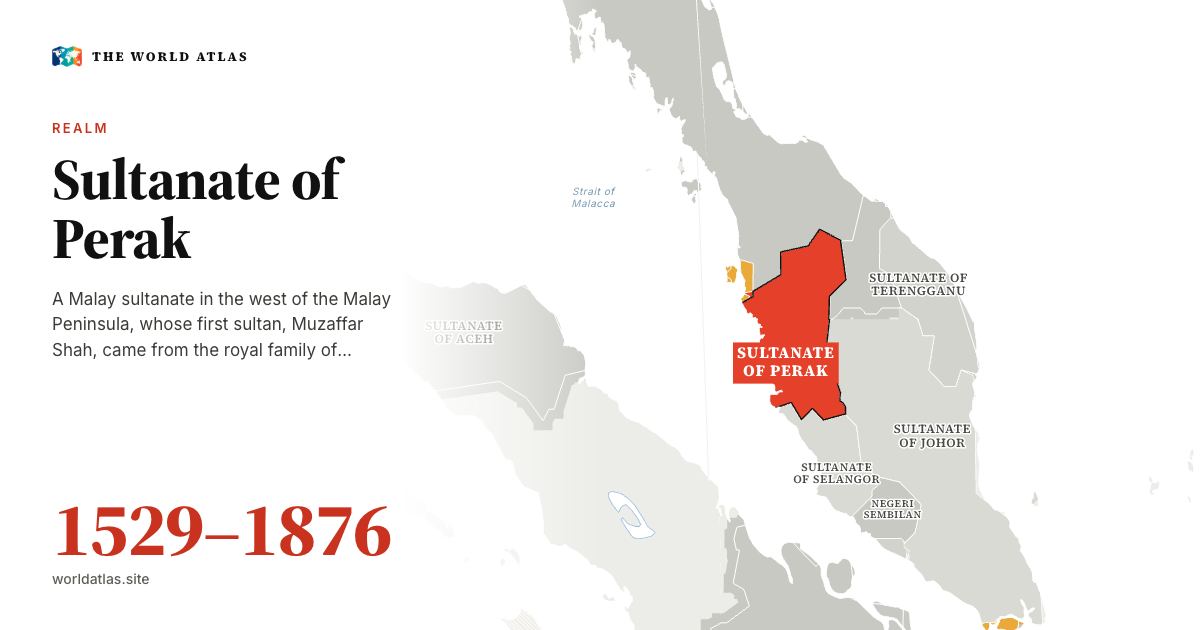 THE WORLD ATLAS
REALM
Sultanate of
Perak
A Malay sultanate in the west of the Malay
Peninsula, whose first sultan, Muzaffar
Shah, came from the royal family of...
1529–1876
worldatlas.site
Strait of
Malacca
SULTANATE OF
TERENGGANU
SULTANATE
OF ACEH
SULTANATE
OF PERAK
SULTANATE
OF JOHOR
SULTANATE
OF SELANGOR
NEGERI
SEMBILAN